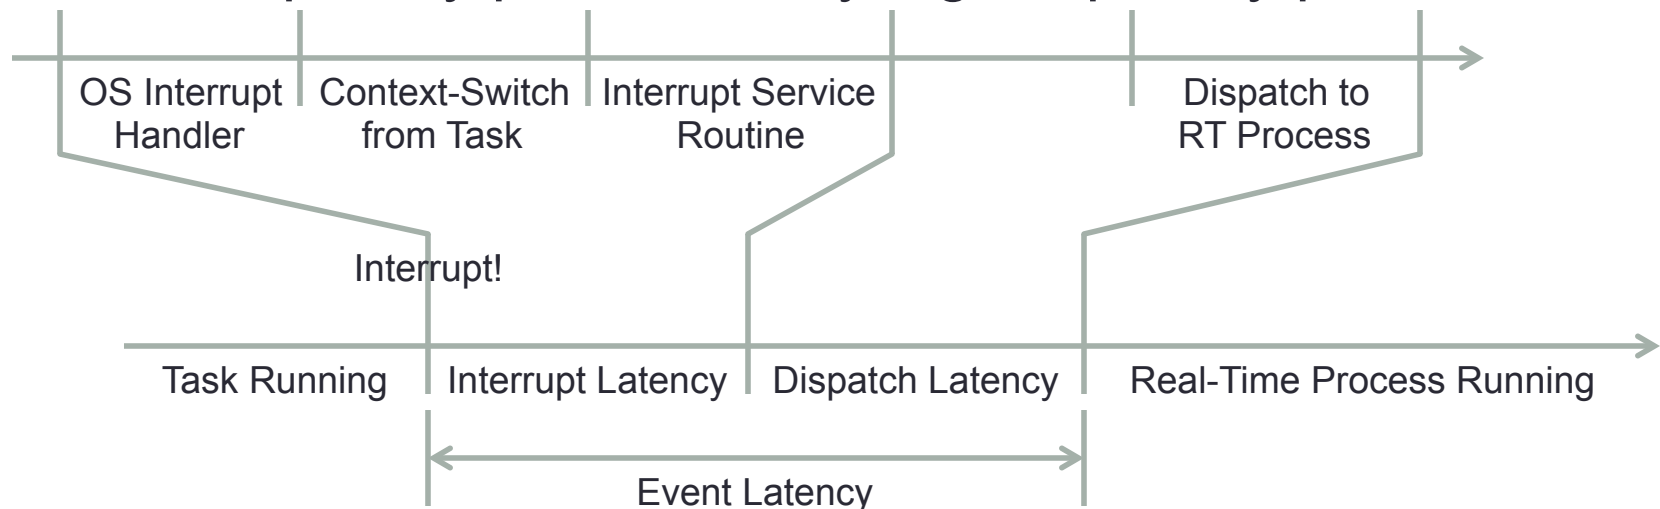 OS Interrupt
Handler
Context-Switch
from Task
Interrupt Service
Routine
Dispatch to
RT Process
Interrupt!
Task Running
Interrupt Latency
Dispatch Latency
Real-Time Process Running
Event Latency